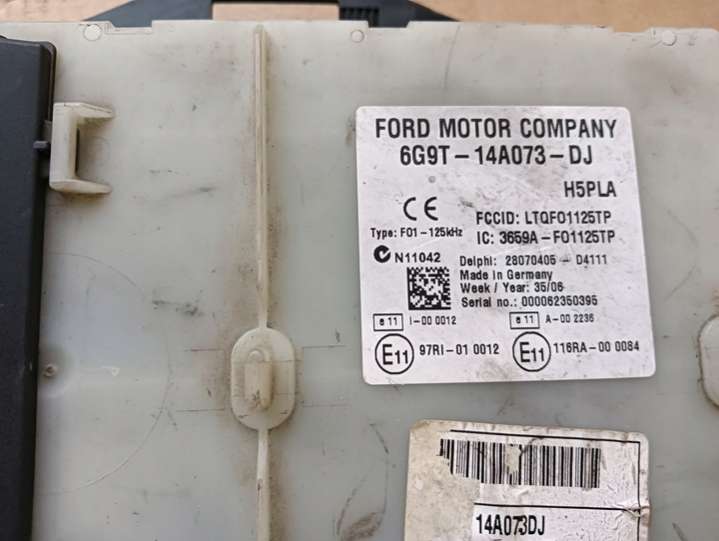 FORD MOTOR COMPANY
6G9T-14A073-DJ
H5PLA
CE
FCCID: LTQF01125TP
Type: F01-125kHz
IC: 3659A-F01125TP
N11042
Delphi: 28070405-D4111
Made in Germany
Week / Year: 35/06
Serial no.: 000062350395
e 11 I-00 0012
e 11 A-00 2236
E11 97RI-01 0012
E11 116RA-00 0084
14A073DJ